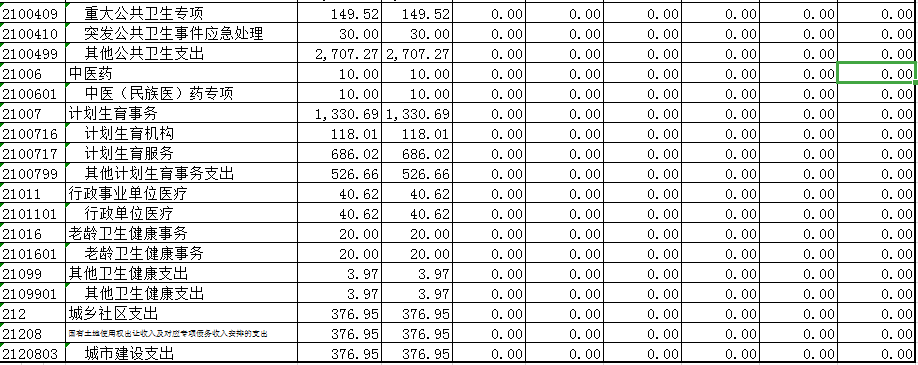 2100409 重大公共卫生专项 149.52 149.52 0.00 0.00 0.00 0.00 0.00 0.00
2100410 突发公共卫生事件应急处理 30.00 30.00 0.00 0.00 0.00 0.00 0.00 0.00
2100499 其他公共卫生支出 2,707.27 2,707.27 0.00 0.00 0.00 0.00 0.00 0.00
21006 中医药 10.00 10.00 0.00 0.00 0.00 0.00 0.00 0.00
2100601 中医（民族医）药专项 10.00 10.00 0.00 0.00 0.00 0.00 0.00 0.00
21007 计划生育事务 1,330.69 1,330.69 0.00 0.00 0.00 0.00 0.00 0.00
2100716 计划生育机构 118.01 118.01 0.00 0.00 0.00 0.00 0.00 0.00
2100717 计划生育服务 686.02 686.02 0.00 0.00 0.00 0.00 0.00 0.00
2100799 其他计划生育事务支出 526.66 526.66 0.00 0.00 0.00 0.00 0.00 0.00
21011 行政事业单位医疗 40.62 40.62 0.00 0.00 0.00 0.00 0.00 0.00
2101101 行政单位医疗 40.62 40.62 0.00 0.00 0.00 0.00 0.00 0.00
21016 老龄卫生健康事务 20.00 20.00 0.00 0.00 0.00 0.00 0.00 0.00
2101601 老龄卫生健康事务 20.00 20.00 0.00 0.00 0.00 0.00 0.00 0.00
21099 其他卫生健康支出 3.97 3.97 0.00 0.00 0.00 0.00 0.00 0.00
2109901 其他卫生健康支出 3.97 3.97 0.00 0.00 0.00 0.00 0.00 0.00
212 城乡社区支出 376.95 376.95 0.00 0.00 0.00 0.00 0.00 0.00
21208 国有土地使用权出让收入及对应专项债务收入安排的支出 376.95 376.95 0.00 0.00 0.00 0.00 0.00 0.00
2120803 城市建设支出 376.95 376.95 0.00 0.00 0.00 0.00 0.00 0.00